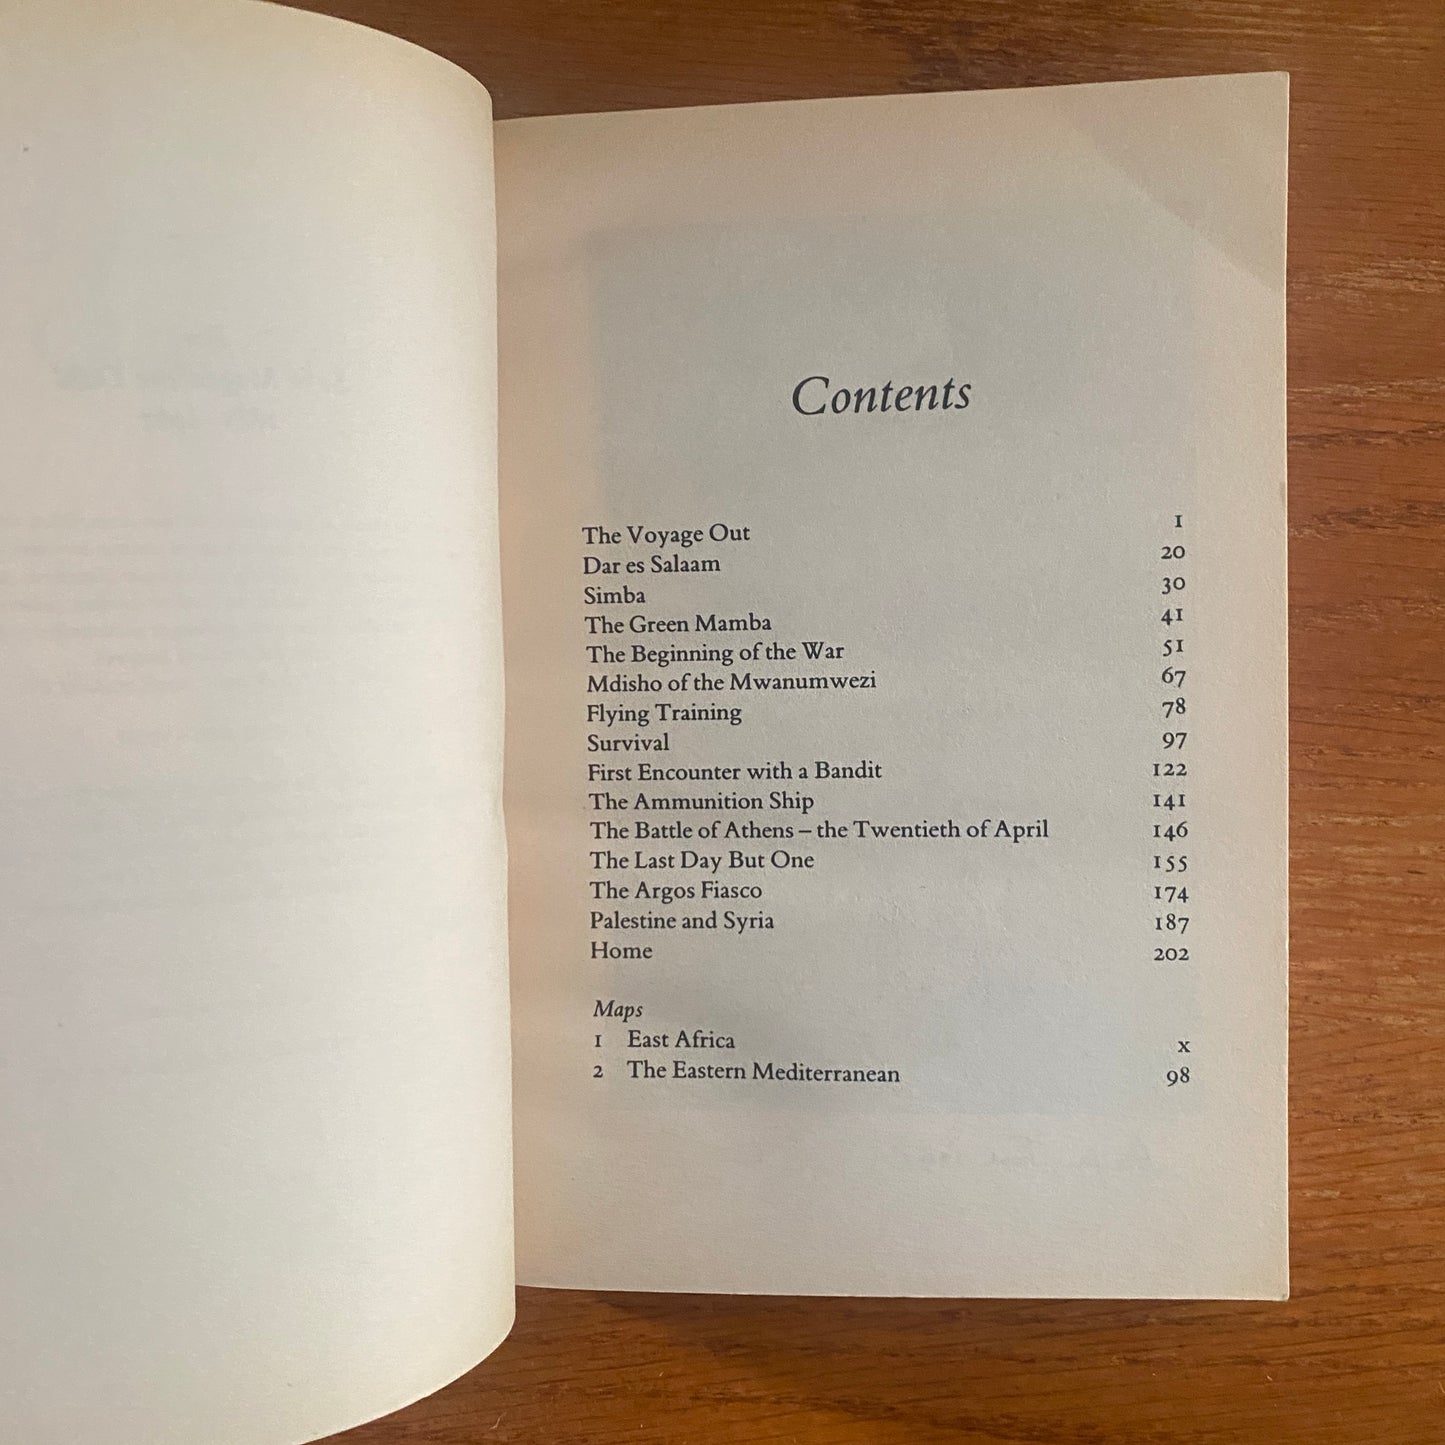 Contents
The Voyage Out 1
Dar es Salaam 20
Simba 30
The Green Mamba 41
The Beginning of the War 51
Mdisho of the Mwanumwezi 67
Flying Training 78
Survival 97
First Encounter with a Bandit 122
The Ammunition Ship 141
The Battle of Athens – the Twentieth of April 146
The Last Day But One 155
The Argos Fiasco 174
Palestine and Syria 187
Home 202
Maps
1 East Africa x
2 The Eastern Mediterranean 98